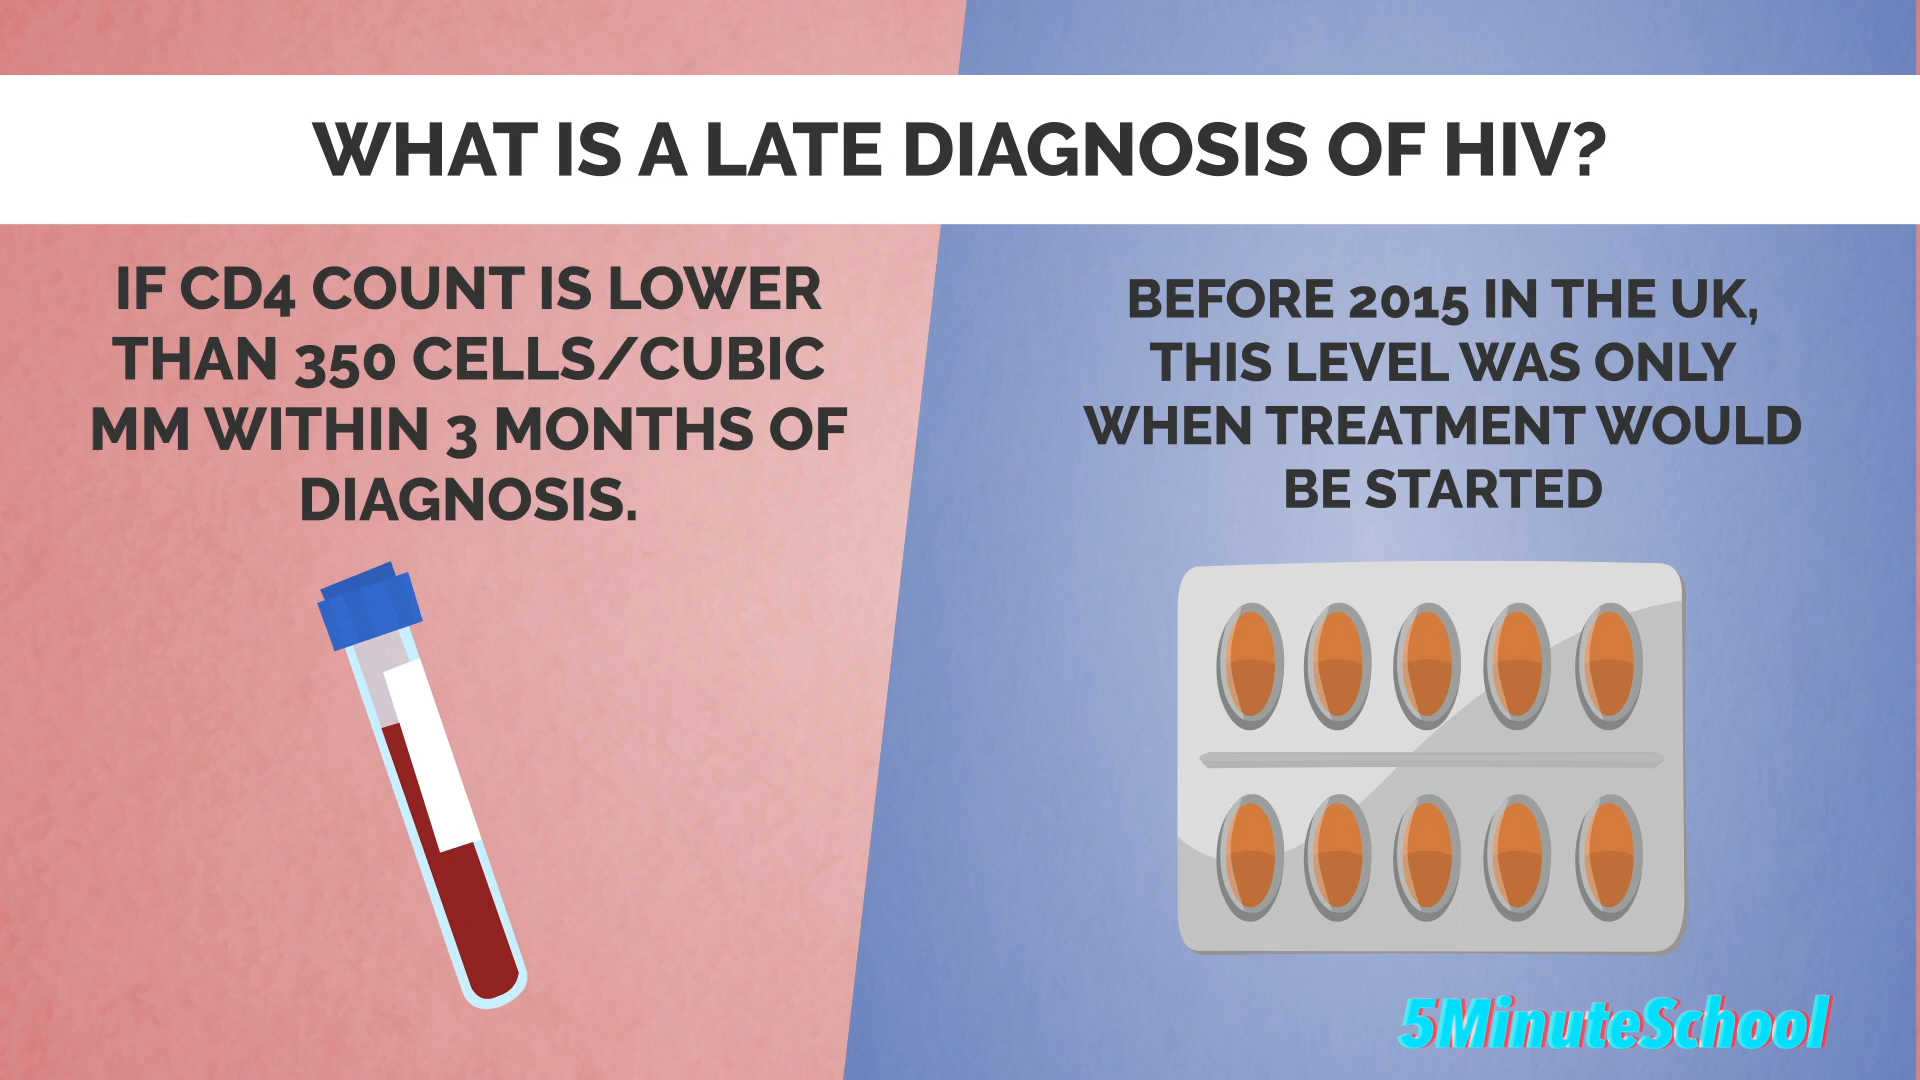 WHAT IS A LATE DIAGNOSIS OF HIV?
IF CD4 COUNT IS LOWER
THAN 350 CELLS/CUBIC
MM WITHIN 3 MONTHS OF
DIAGNOSIS.
BEFORE 2015 IN THE UK,
THIS LEVEL WAS ONLY
WHEN TREATMENT WOULD
BE STARTED
5MinuteSchool